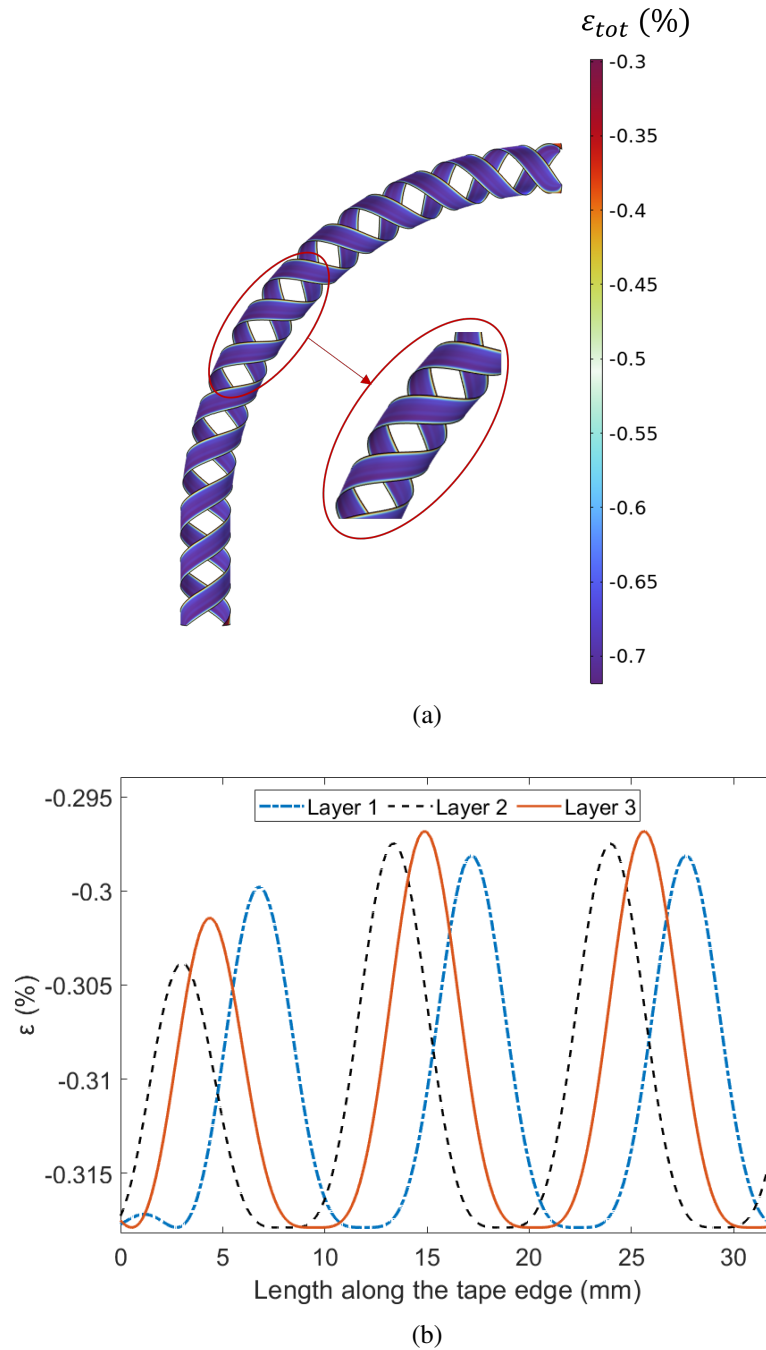 ε_tot (%)
-0.3
-0.35
-0.4
-0.45
-0.5
-0.55
-0.6
-0.65
-0.7
(a)
-0.295
Layer 1 Layer 2 Layer 3
-0.3
-0.305
-0.31
-0.315
ε (%)
0 5 10 15 20 25 30
Length along the tape edge (mm)
(b)